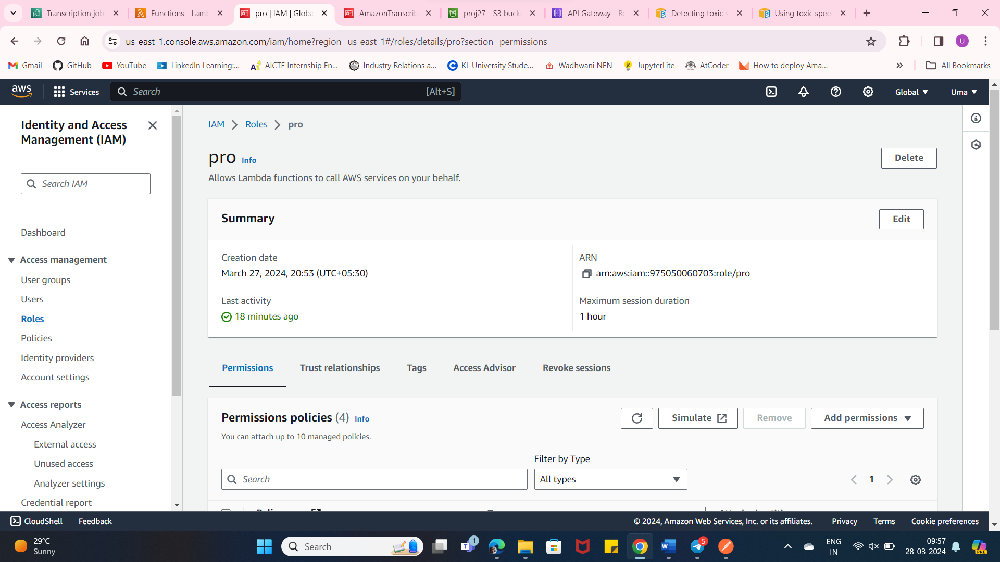 Transcription job
Functions - Lamb
pro | IAM | Globa
AmazonTranscrib
proj27 - S3 buck
API Gateway - Re
Detecting toxic s
Using toxic spee
us-east-1.console.aws.amazon.com/iam/home?region=us-east-1#/roles/details/pro?section=permissions
U
Gmail
GitHub
YouTube
LinkedIn Learning:...
AICTE Internship En...
Industry Relations a...
KL University Stude...
Wadhwani NEN
JupyterLite
AtCoder
How to deploy Ama...
All Bookmarks
aws
Services
Search
[Alt+S]
Global
Uma
Identity and Access
Management (IAM)
Search IAM
Dashboard
Access management
User groups
Users
Roles
Policies
Identity providers
Account settings
Access reports
Access Analyzer
External access
Unused access
Analyzer settings
Credential report
IAM
Roles
pro
pro Info
Delete
Allows Lambda functions to call AWS services on your behalf.
Summary
Edit
Creation date
March 27, 2024, 20:53 (UTC+05:30)
ARN
arn:aws:iam::975050060703:role/pro
Last activity
18 minutes ago
Maximum session duration
1 hour
Permissions
Trust relationships
Tags
Access Advisor
Revoke sessions
Permissions policies (4) Info
Simulate
Remove
Add permissions
You can attach up to 10 managed policies.
Filter by Type
Search
All types
1
CloudShell
Feedback
© 2024, Amazon Web Services, Inc. or its affiliates.
Privacy
Terms
Cookie preferences
29°C
Sunny
Search
1
5
ENG
IN
09:57
28-03-2024
PRE